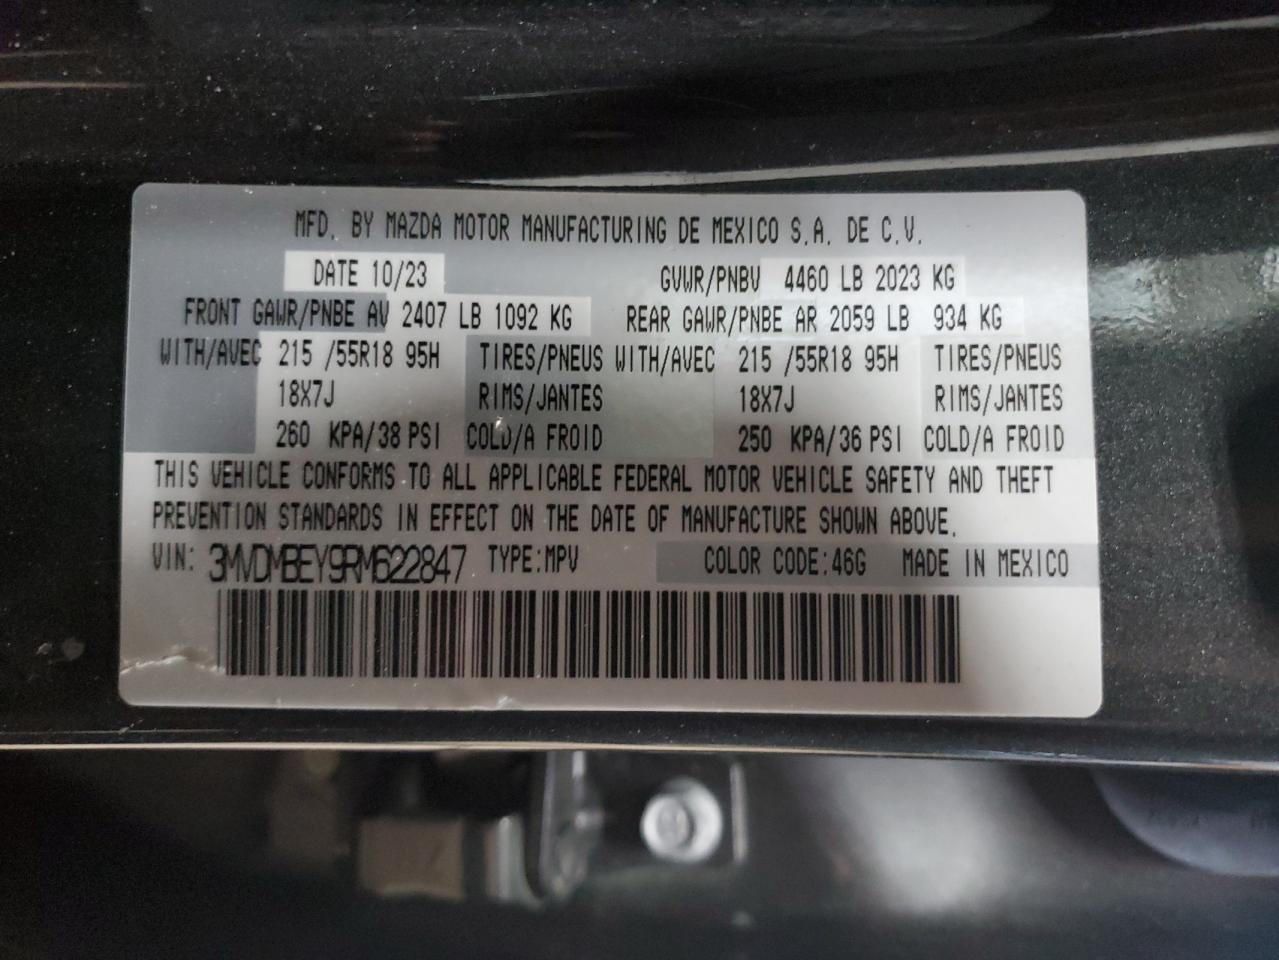 MFD. BY MAZDA MOTOR MANUFACTURING DE MEXICO S.A. DE C.V.
DATE 10/23 GVWR/PNBV 4460 LB 2023 KG
FRONT GAWR/PNBE AV 2407 LB 1092 KG REAR GAWR/PNBE AR 2059 LB 934 KG
WITH/AVEC 215 /55R18 95H TIRES/PNEUS WITH/AVEC 215 /55R18 95H TIRES/PNEUS
18X7J RIMS/JANTES 18X7J RIMS/JANTES
260 KPA/38 PSI COLD/A FROID 250 KPA/36 PSI COLD/A FROID
THIS VEHICLE CONFORMS TO ALL APPLICABLE FEDERAL MOTOR VEHICLE SAFETY AND THEFT
PREVENTION STANDARDS IN EFFECT ON THE DATE OF MANUFACTURE SHOWN ABOVE.
VIN: 3MVDMBEY9RM622847 TYPE:MPV COLOR CODE:46G MADE IN MEXICO